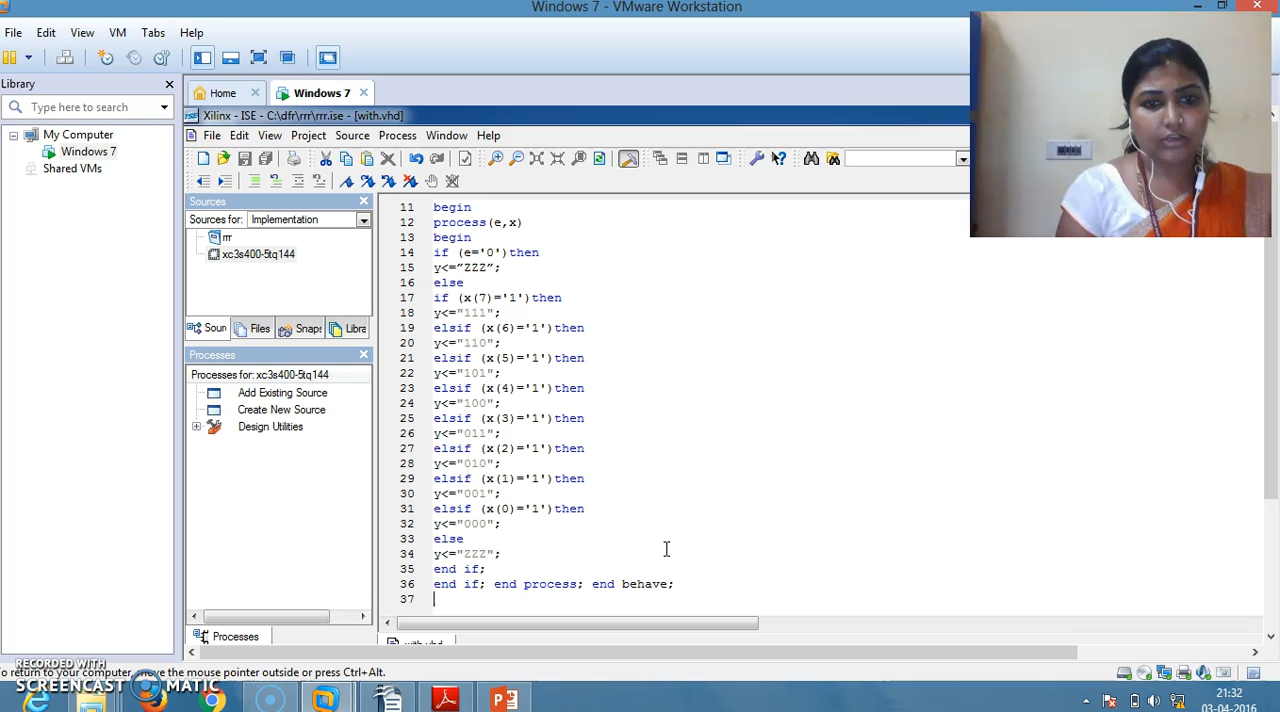 Windows 7 - VMware Workstation
File Edit View VM Tabs Help
Library
Type here to search
My Computer
Windows 7
Shared VMs
Home
Windows 7
Xilinx - ISE - C:\dfr\rrr\rrr.ise - [with.vhd]
File Edit View Project Source Process Window Help
Sources
Sources for: Implementation
rrr
xc3s400-5tq144
Sour Files Snaps Libra
Processes
Processes for: xc3s400-5tq144
Add Existing Source
Create New Source
Design Utilities
Processes
11 begin
12 process(e,x)
13 begin
14 if (e='0')then
15 y<=”ZZZ”;
16 else
17 if (x(7)='1')then
18 y<="111";
19 elsif (x(6)='1')then
20 y<="110";
21 elsif (x(5)='1')then
22 y<="101";
23 elsif (x(4)='1')then
24 y<="100";
25 elsif (x(3)='1')then
26 y<="011";
27 elsif (x(2)='1')then
28 y<="010";
29 elsif (x(1)='1')then
30 y<="001";
31 elsif (x(0)='1')then
32 y<="000";
33 else
34 y<="ZZZ";
35 end if;
36 end if; end process; end behave;
37
with.vhd
To return to your computer, move the mouse pointer outside or press Ctrl+Alt.
RECORDED WITH
SCREENCAST MATIC
21:32
03-04-2016